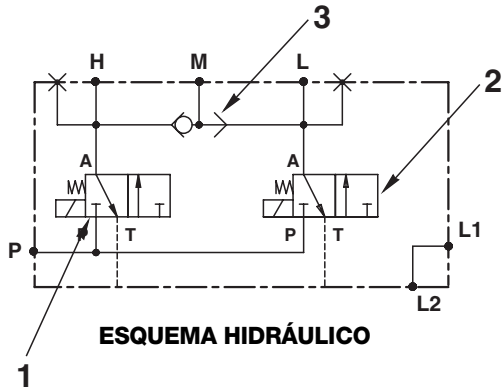 3
H M L
2
A A
P T P T
P
L1
L2
ESQUEMA HIDRÁULICO
1